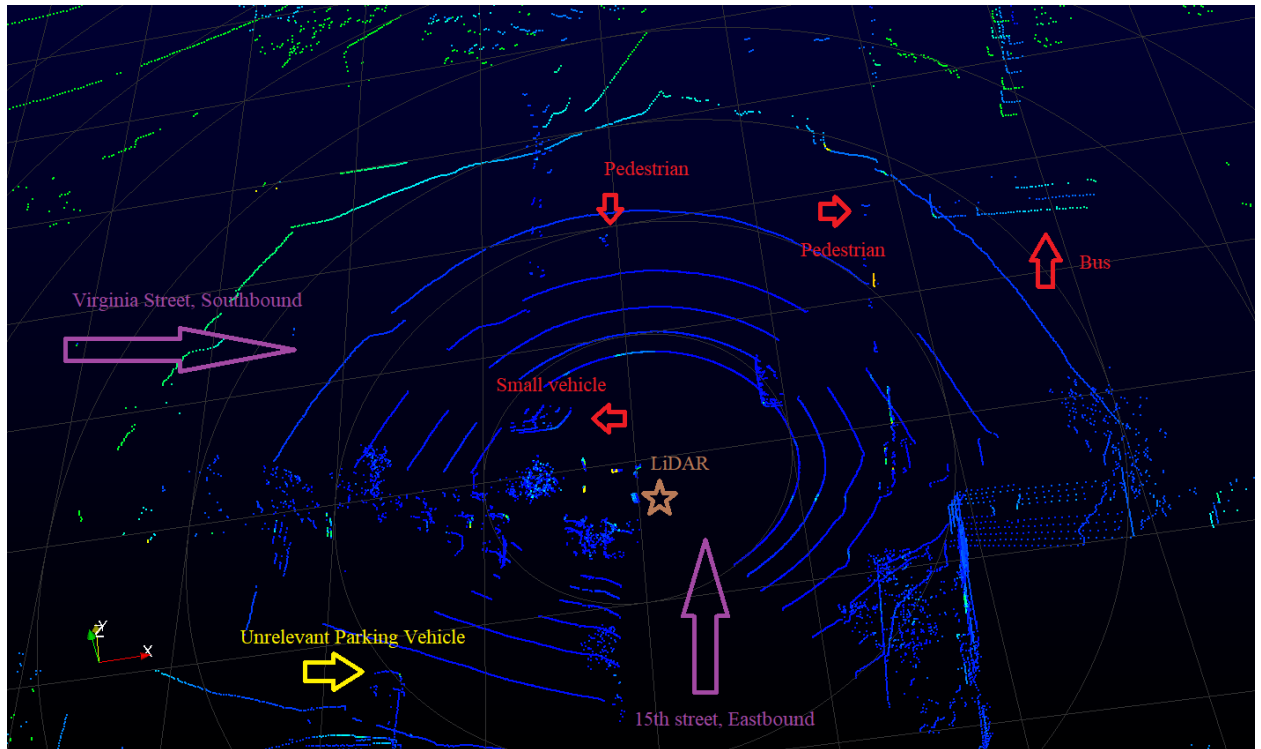 Pedestrian
Pedestrian
Bus
Virginia Street, Southbound
Small vehicle
LiDAR
Unrelevant Parking Vehicle
15th street, Eastbound
Y
Z
X